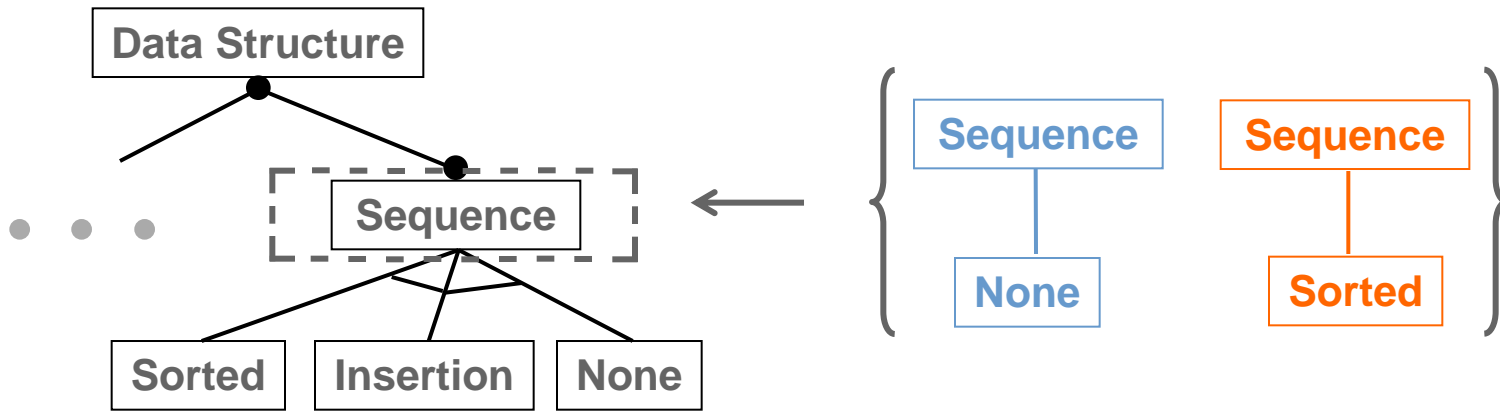 Data Structure
Sequence
Sorted Insertion None
Sequence Sequence
None Sorted